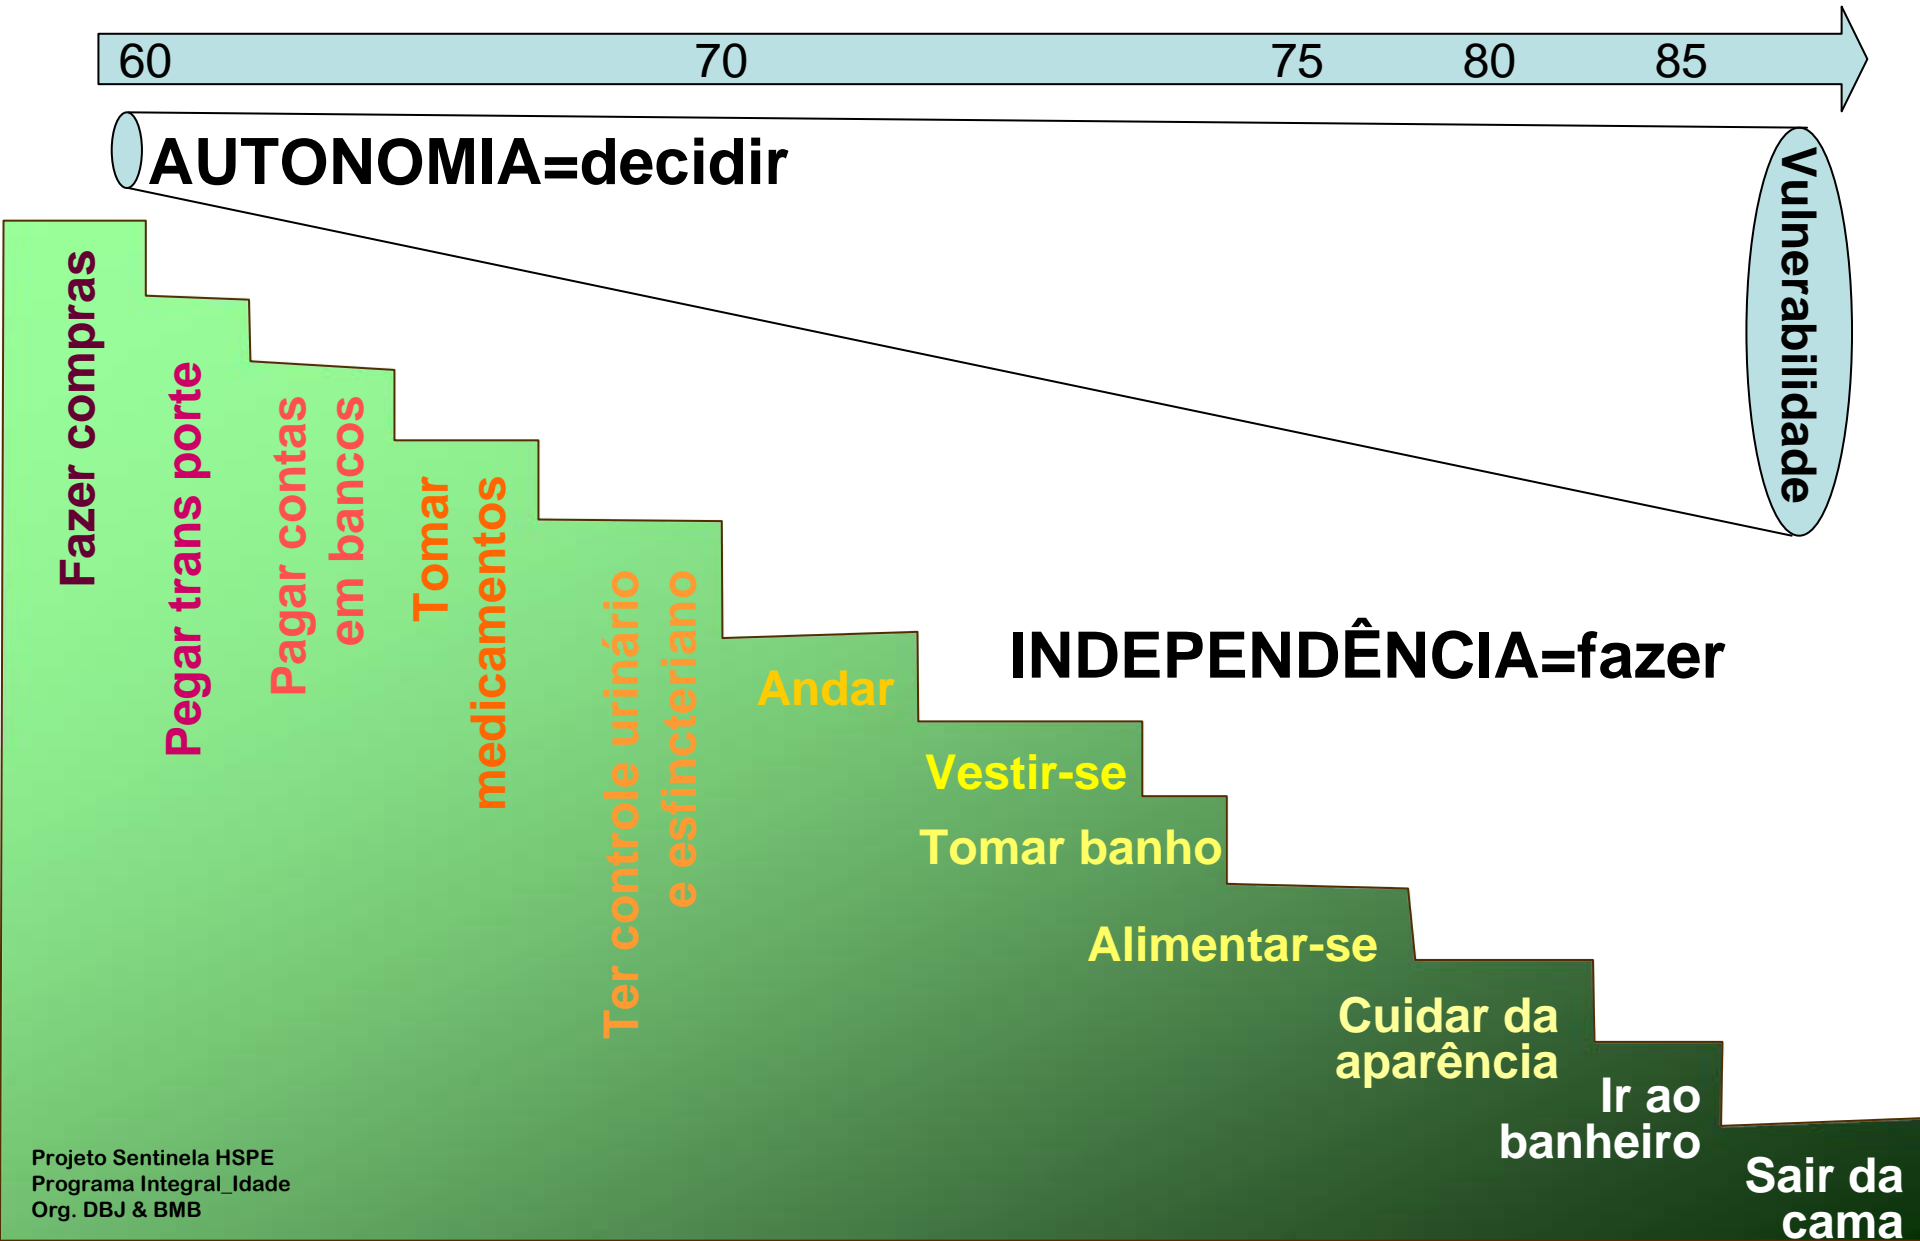 60 70 75 80 85
AUTONOMIA=decidir
Vulnerabilidade
Fazer compras
Pegar trans porte
Pagar contas
em bancos
Tomar
medicamentos
Ter controle urinário
e esfincteriano
Andar
INDEPENDÊNCIA=fazer
Vestir-se
Tomar banho
Alimentar-se
Cuidar da
aparência
Ir ao
banheiro
Sair da
cama
Projeto Sentinela HSPE
Programa Integral_Idade
Org. DBJ & BMB